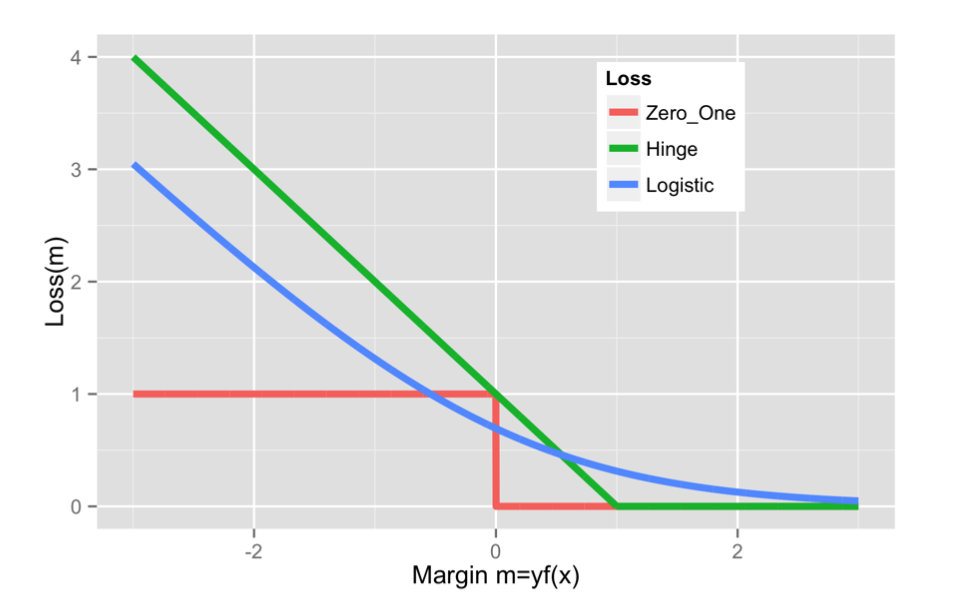 4
3
2
1
0
Loss(m)
-2
0
2
Margin m=yf(x)
Loss
Zero_One
Hinge
Logistic